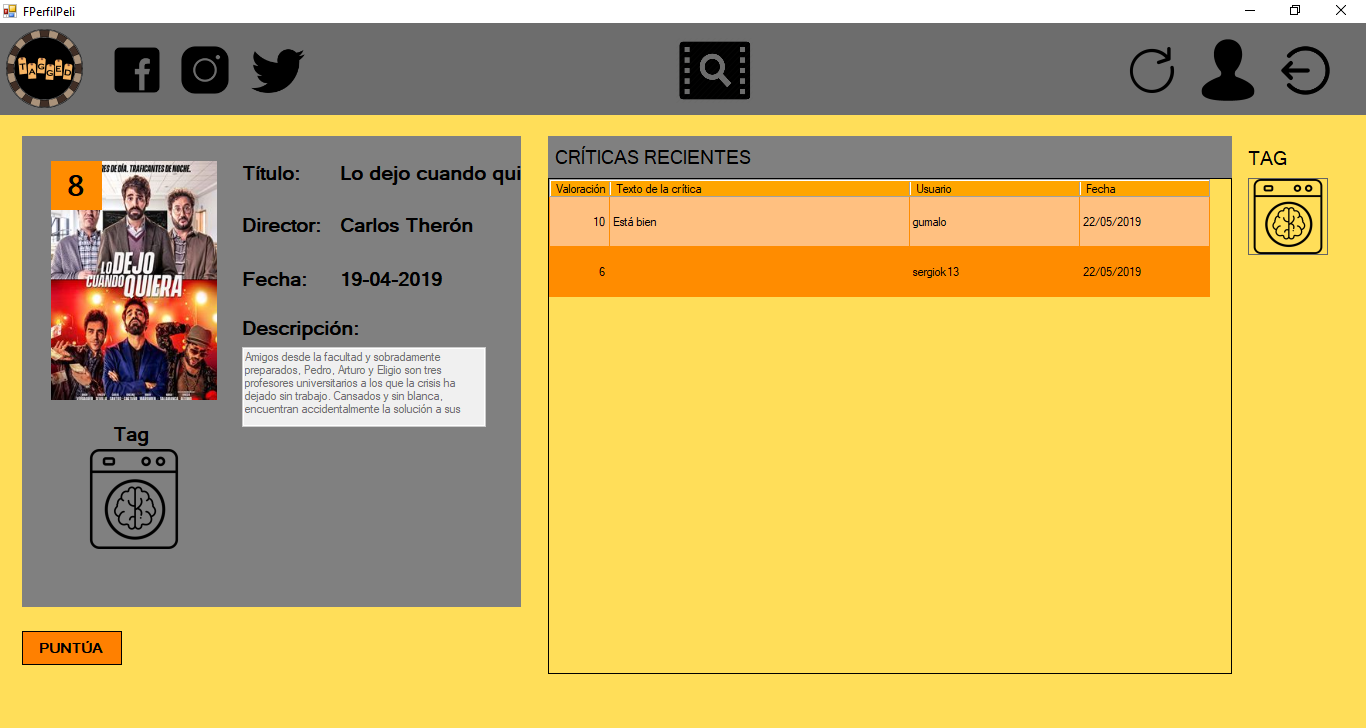 FPerfilPeli
TAGGED
8
RES DE DÍA. TRAFICANTES DE NOCHE.
LO DEJO
CUANDO QUIERA
Título: Lo dejo cuando qui
Director: Carlos Therón
Fecha: 19-04-2019
Descripción:
Amigos desde la facultad y sobradamente
preparados, Pedro, Arturo y Eligio son tres
profesores universitarios a los que la crisis ha
dejado sin trabajo. Cansados y sin blanca,
encuentran accidentalmente la solución a sus
Tag
PUNTÚA
CRÍTICAS RECIENTES
Valoración Texto de la crítica Usuario Fecha
10 Está bien gumalo 22/05/2019
6 sergiok13 22/05/2019
TAG